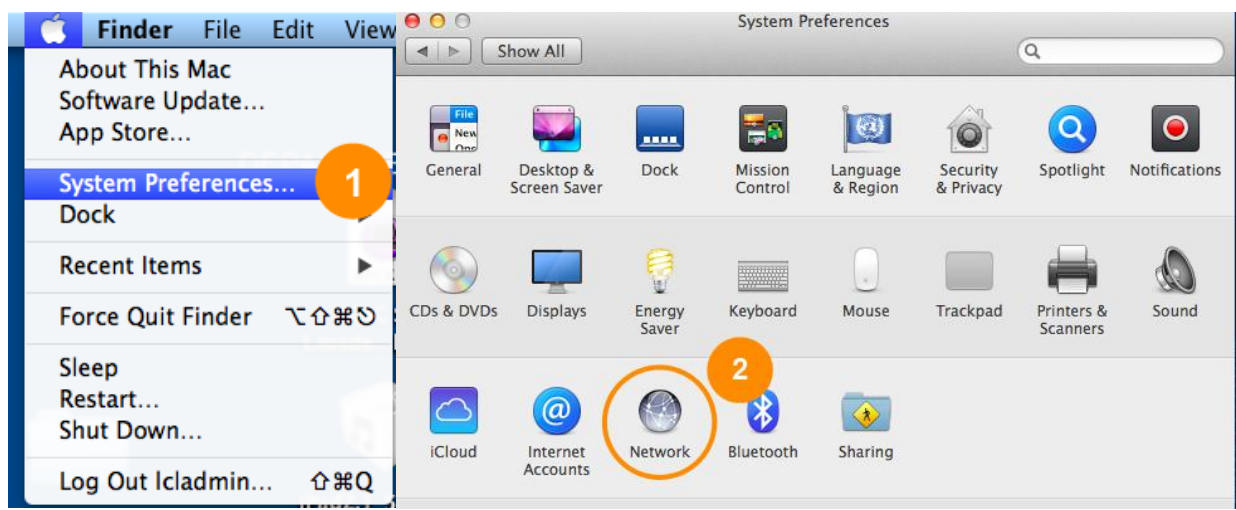 Finder File Edit View
About This Mac
Software Update...
App Store...
System Preferences...
1
Dock
Recent Items
Force Quit Finder ⌥⇧⌘⎋
Sleep
Restart...
Shut Down...
Log Out lcladmin... ⇧⌘Q
System Preferences
Show All
File
New
General
Desktop &
Screen Saver
Dock
Mission
Control
Language
& Region
Security
& Privacy
Spotlight
Notifications
CDs & DVDs
Displays
Energy
Saver
Keyboard
Mouse
Trackpad
Printers &
Scanners
Sound
2
iCloud
@
Internet
Accounts
Network
Bluetooth
Sharing